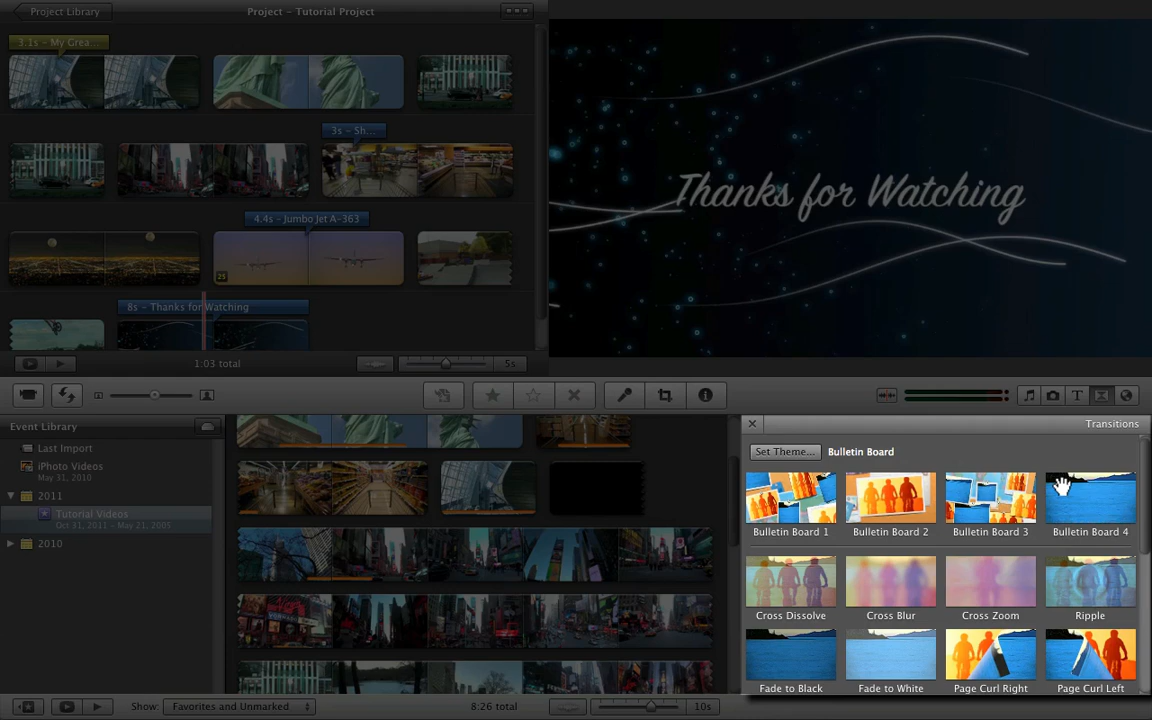 Project Library
Project – Tutorial Project
3.1s – My Grea...
3s – Sh...
4.4s – Jumbo Jet A-363
2S
8s – Thanks for Watching
1:03 total
5s
Thanks for Watching
Event Library
Last Import
iPhoto Videos
May 31, 2010
2011
Tutorial Videos
Oct 31, 2011 – May 21, 2005
2010
Show: Favorites and Unmarked
8:26 total
10s
Transitions
Set Theme... Bulletin Board
Bulletin Board 1 Bulletin Board 2 Bulletin Board 3 Bulletin Board 4
Cross Dissolve Cross Blur Cross Zoom Ripple
Fade to Black Fade to White Page Curl Right Page Curl Left